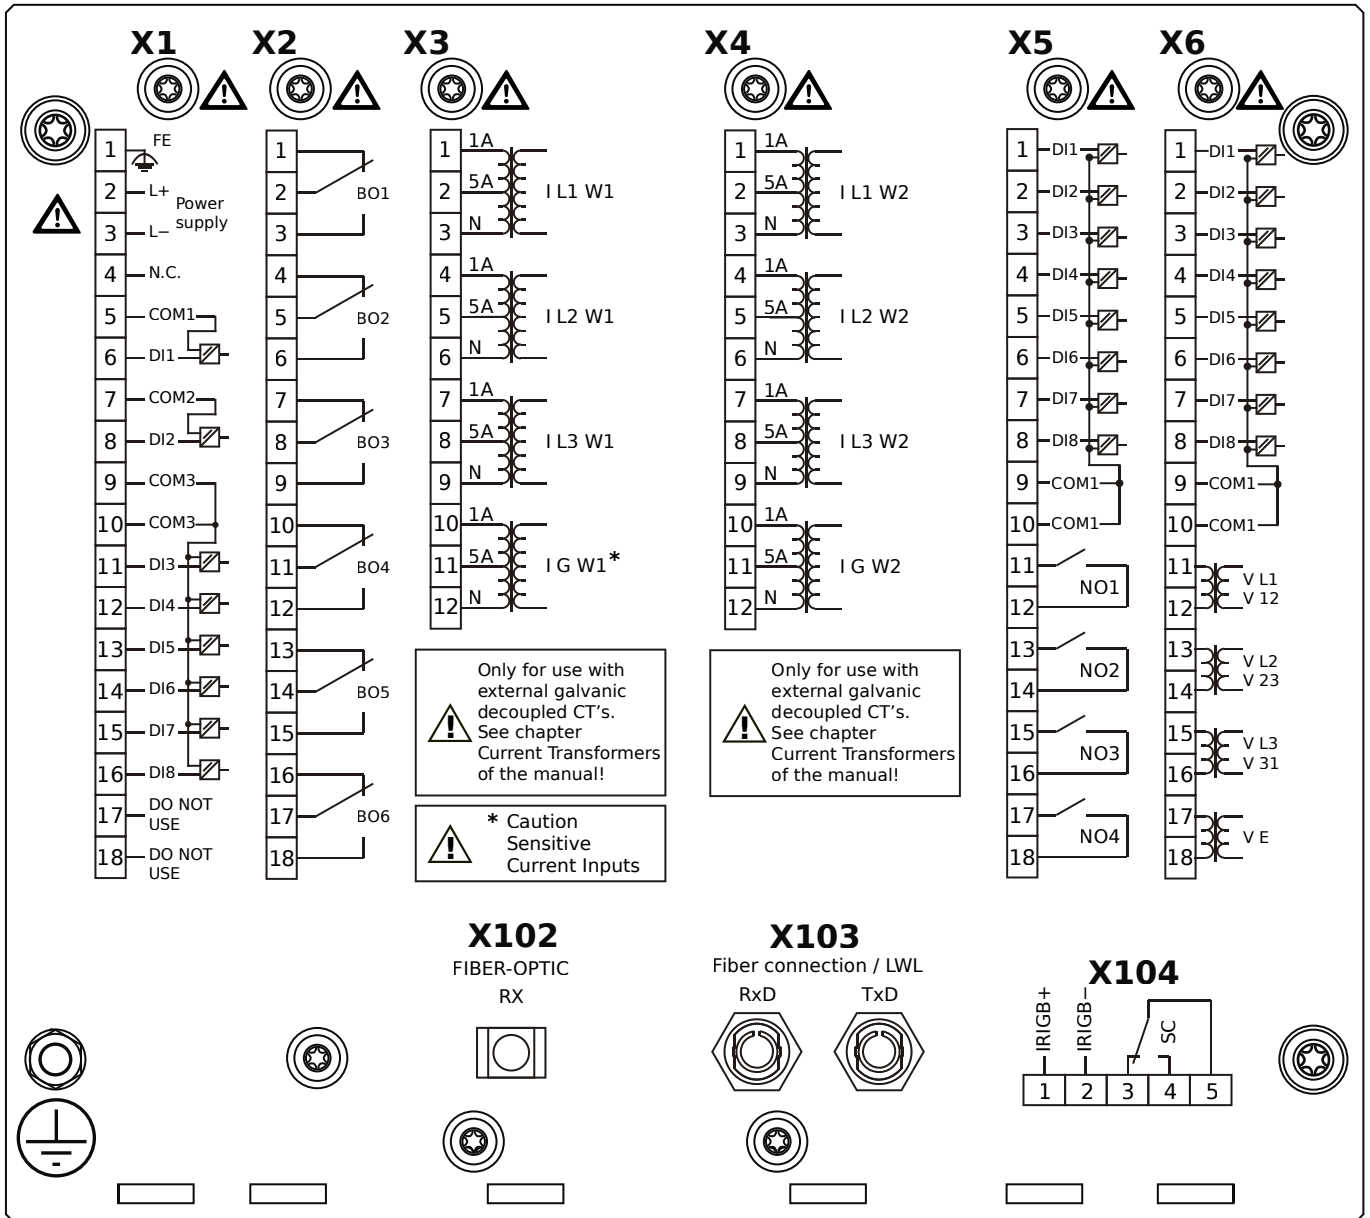 X1
1
FE
2
L+
Power
supply
3
L−
4
N.C.
5
COM1
6
DI1
7
COM2
8
DI2
9
COM3
10
COM3
11
DI3
12
DI4
13
DI5
14
DI6
15
DI7
16
DI8
17
DO NOT
USE
18
DO NOT
USE
X2
1
2
BO1
3
4
5
BO2
6
7
8
BO3
9
10
11
BO4
12
13
14
BO5
15
16
17
BO6
18
X3
1
1A
2
5A
I L1 W1
3
N
4
1A
5
5A
I L2 W1
6
N
7
1A
8
5A
I L3 W1
9
N
10
1A
11
5A
I G W1*
12
N
Only for use with
external galvanic
decoupled CT's.
See chapter
Current Transformers
of the manual!
* Caution
Sensitive
Current Inputs
X4
1
1A
2
5A
I L1 W2
3
N
4
1A
5
5A
I L2 W2
6
N
7
1A
8
5A
I L3 W2
9
N
10
1A
11
5A
I G W2
12
N
Only for use with
external galvanic
decoupled CT's.
See chapter
Current Transformers
of the manual!
X5
1
DI1
2
DI2
3
DI3
4
DI4
5
DI5
6
DI6
7
DI7
8
DI8
9
COM1
10
COM1
11
NO1
12
13
NO2
14
15
NO3
16
17
NO4
18
X6
1
DI1
2
DI2
3
DI3
4
DI4
5
DI5
6
DI6
7
DI7
8
DI8
9
COM1
10
COM1
11
V L1
V 12
12
13
V L2
V 23
14
15
V L3
V 31
16
17
V E
18
X102
FIBER-OPTIC
RX
X103
Fiber connection / LWL
RxD
TxD
X104
IRIGB+
IRIGB−
SC
1
2
3
4
5